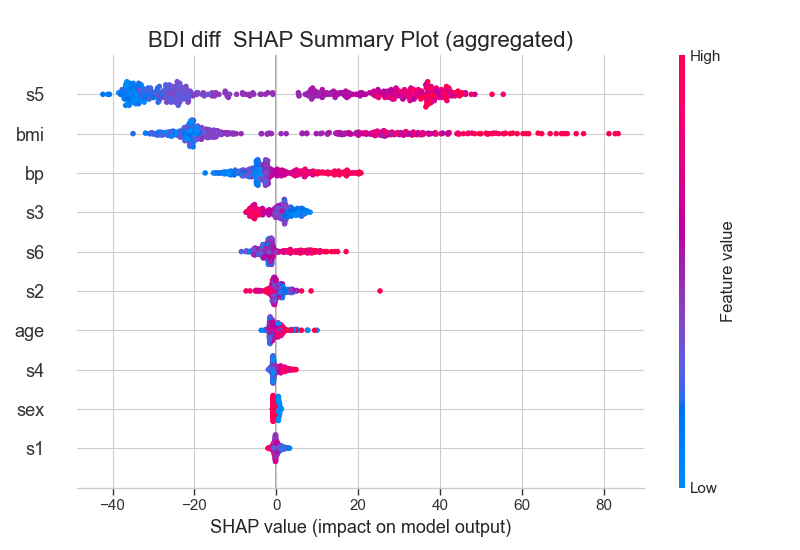 BDI diff  SHAP Summary Plot (aggregated)
High
s5
bmi
bp
s3
s6
s2
age
s4
sex
s1
Feature value
Low
−40
−20
0
20
40
60
80
SHAP value (impact on model output)